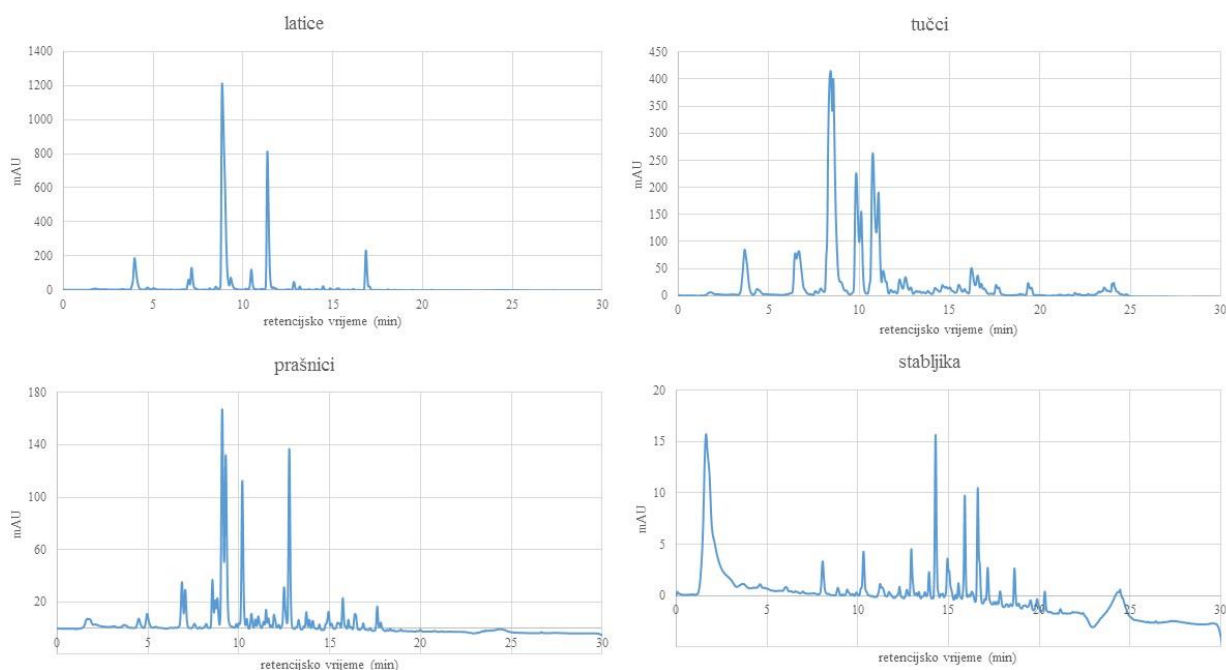 latice
1400
1200
1000
800
600
400
200
0
mAU
0 5 10 15 20 25 30
retencijsko vrijeme (min)
tučci
450
400
350
300
250
200
150
100
50
0
mAU
0 5 10 15 20 25 30
retencijsko vrijeme (min)
prašnici
180
140
100
60
20
mAU
0 5 10 15 20 25 30
retencijsko vrijeme (min)
stabljika
20
15
10
5
0
mAU
0 5 10 15 20 25 30
retencijsko vrijeme (min)